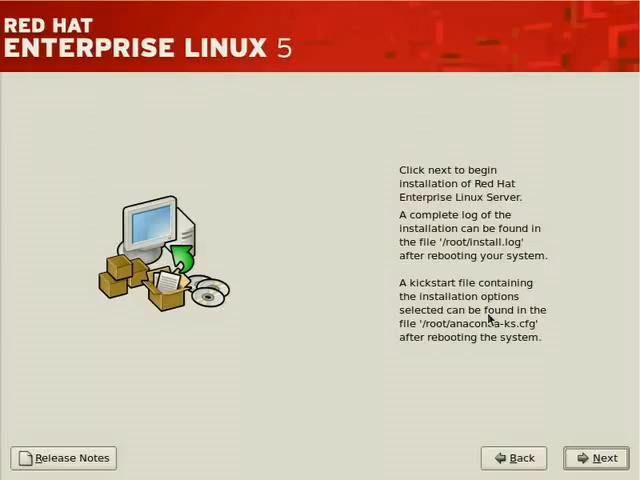 RED HAT
ENTERPRISE LINUX 5
Click next to begin
installation of Red Hat
Enterprise Linux Server.
A complete log of the
installation can be found in
the file '/root/install.log'
after rebooting your system.
A kickstart file containing
the installation options
selected can be found in the
file '/root/anaconda-ks.cfg'
after rebooting the system.
Release Notes
Back
Next